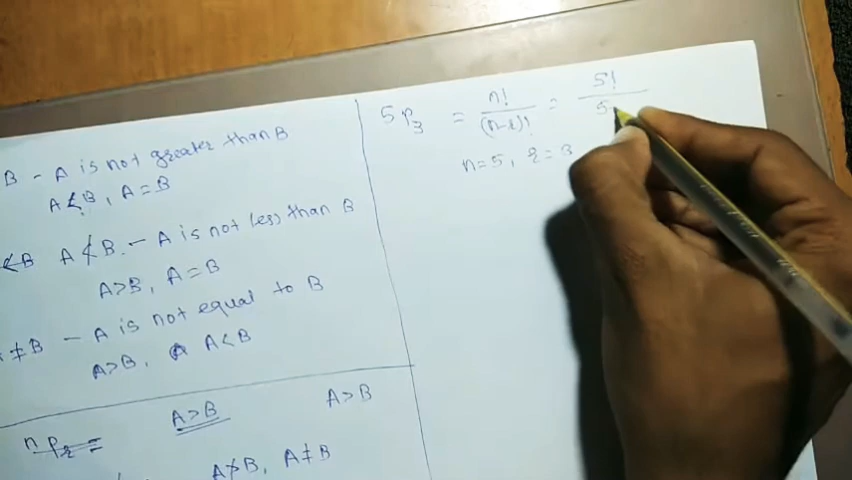 B - A is not greater than B
A<B, A=B
<B A≮B. - A is not less than B
A>B, A=B
≠B - A is not equal to B
A>B, A<B
A>B A>B
nPr =
A≯B, A≠B
5P3 = n!/(n-r)! = 5!/5
n=5, r=3